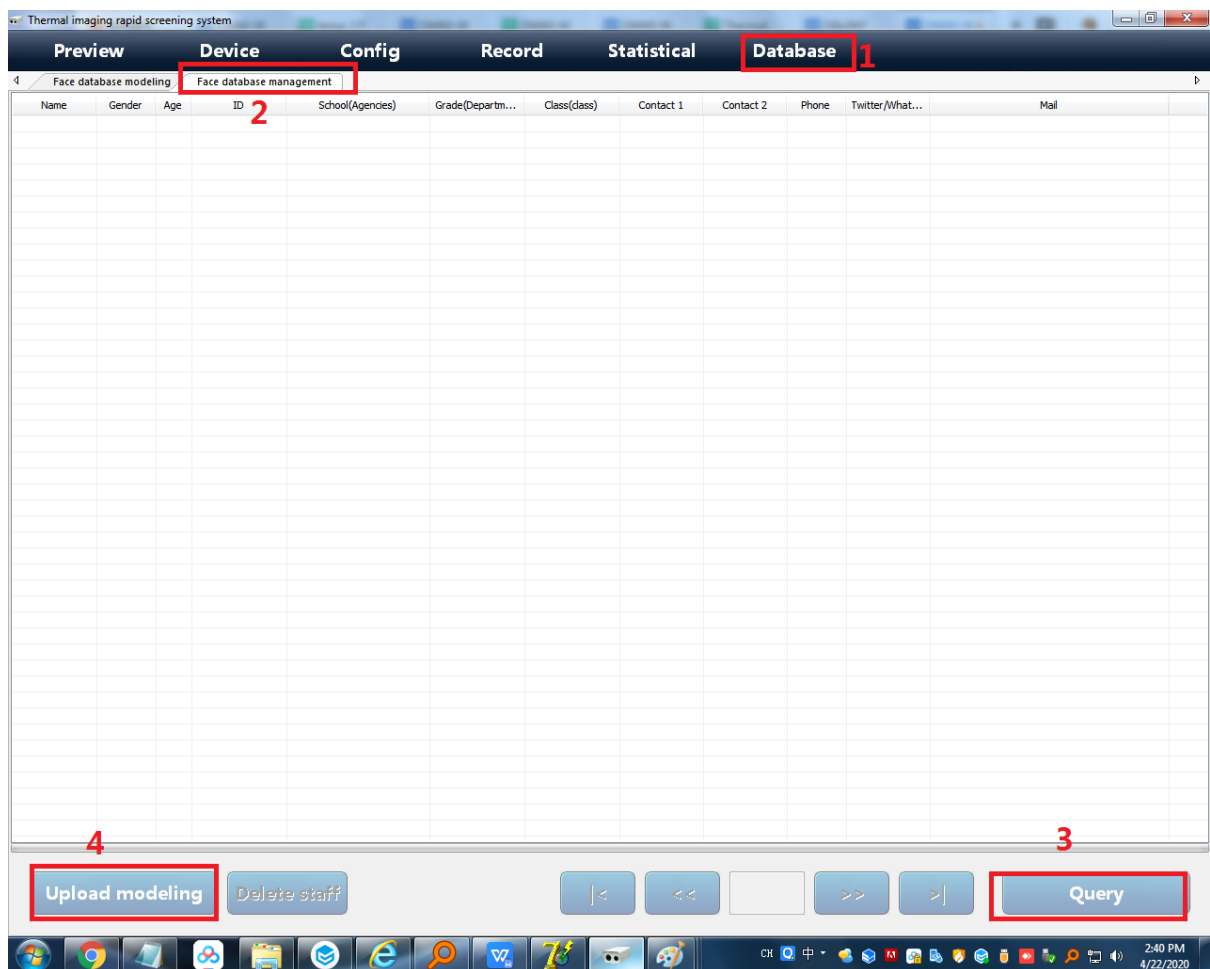 Thermal imaging rapid screening system
Preview Device Config Record Statistical Database 1
Face database modeling Face database management
Name Gender Age ID School(Agencies) Grade(Departm... Class(class) Contact 1 Contact 2 Phone Twitter/What... Mail
2
4 3
Upload modeling Delete staff |< << >> >| Query
CH 中 2:40 PM
4/22/2020